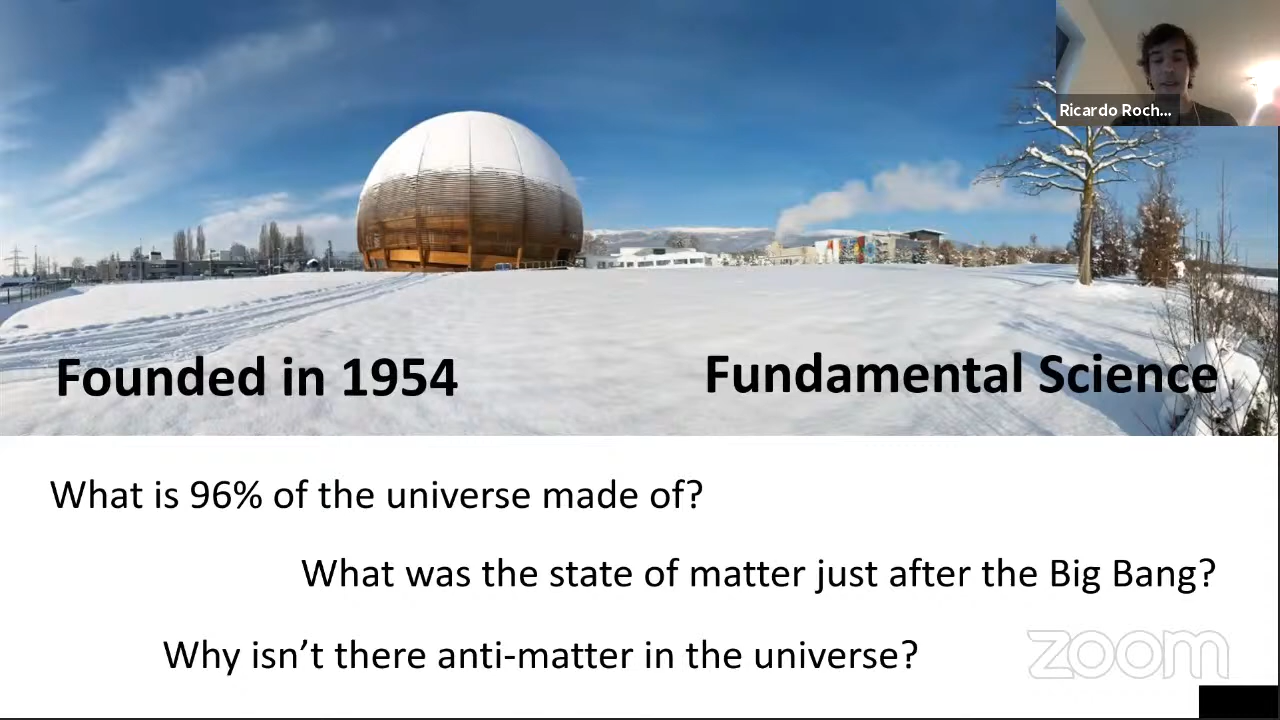 Ricardo Roch...
Founded in 1954
Fundamental Science
What is 96% of the universe made of?
What was the state of matter just after the Big Bang?
Why isn’t there anti-matter in the universe?
zoom